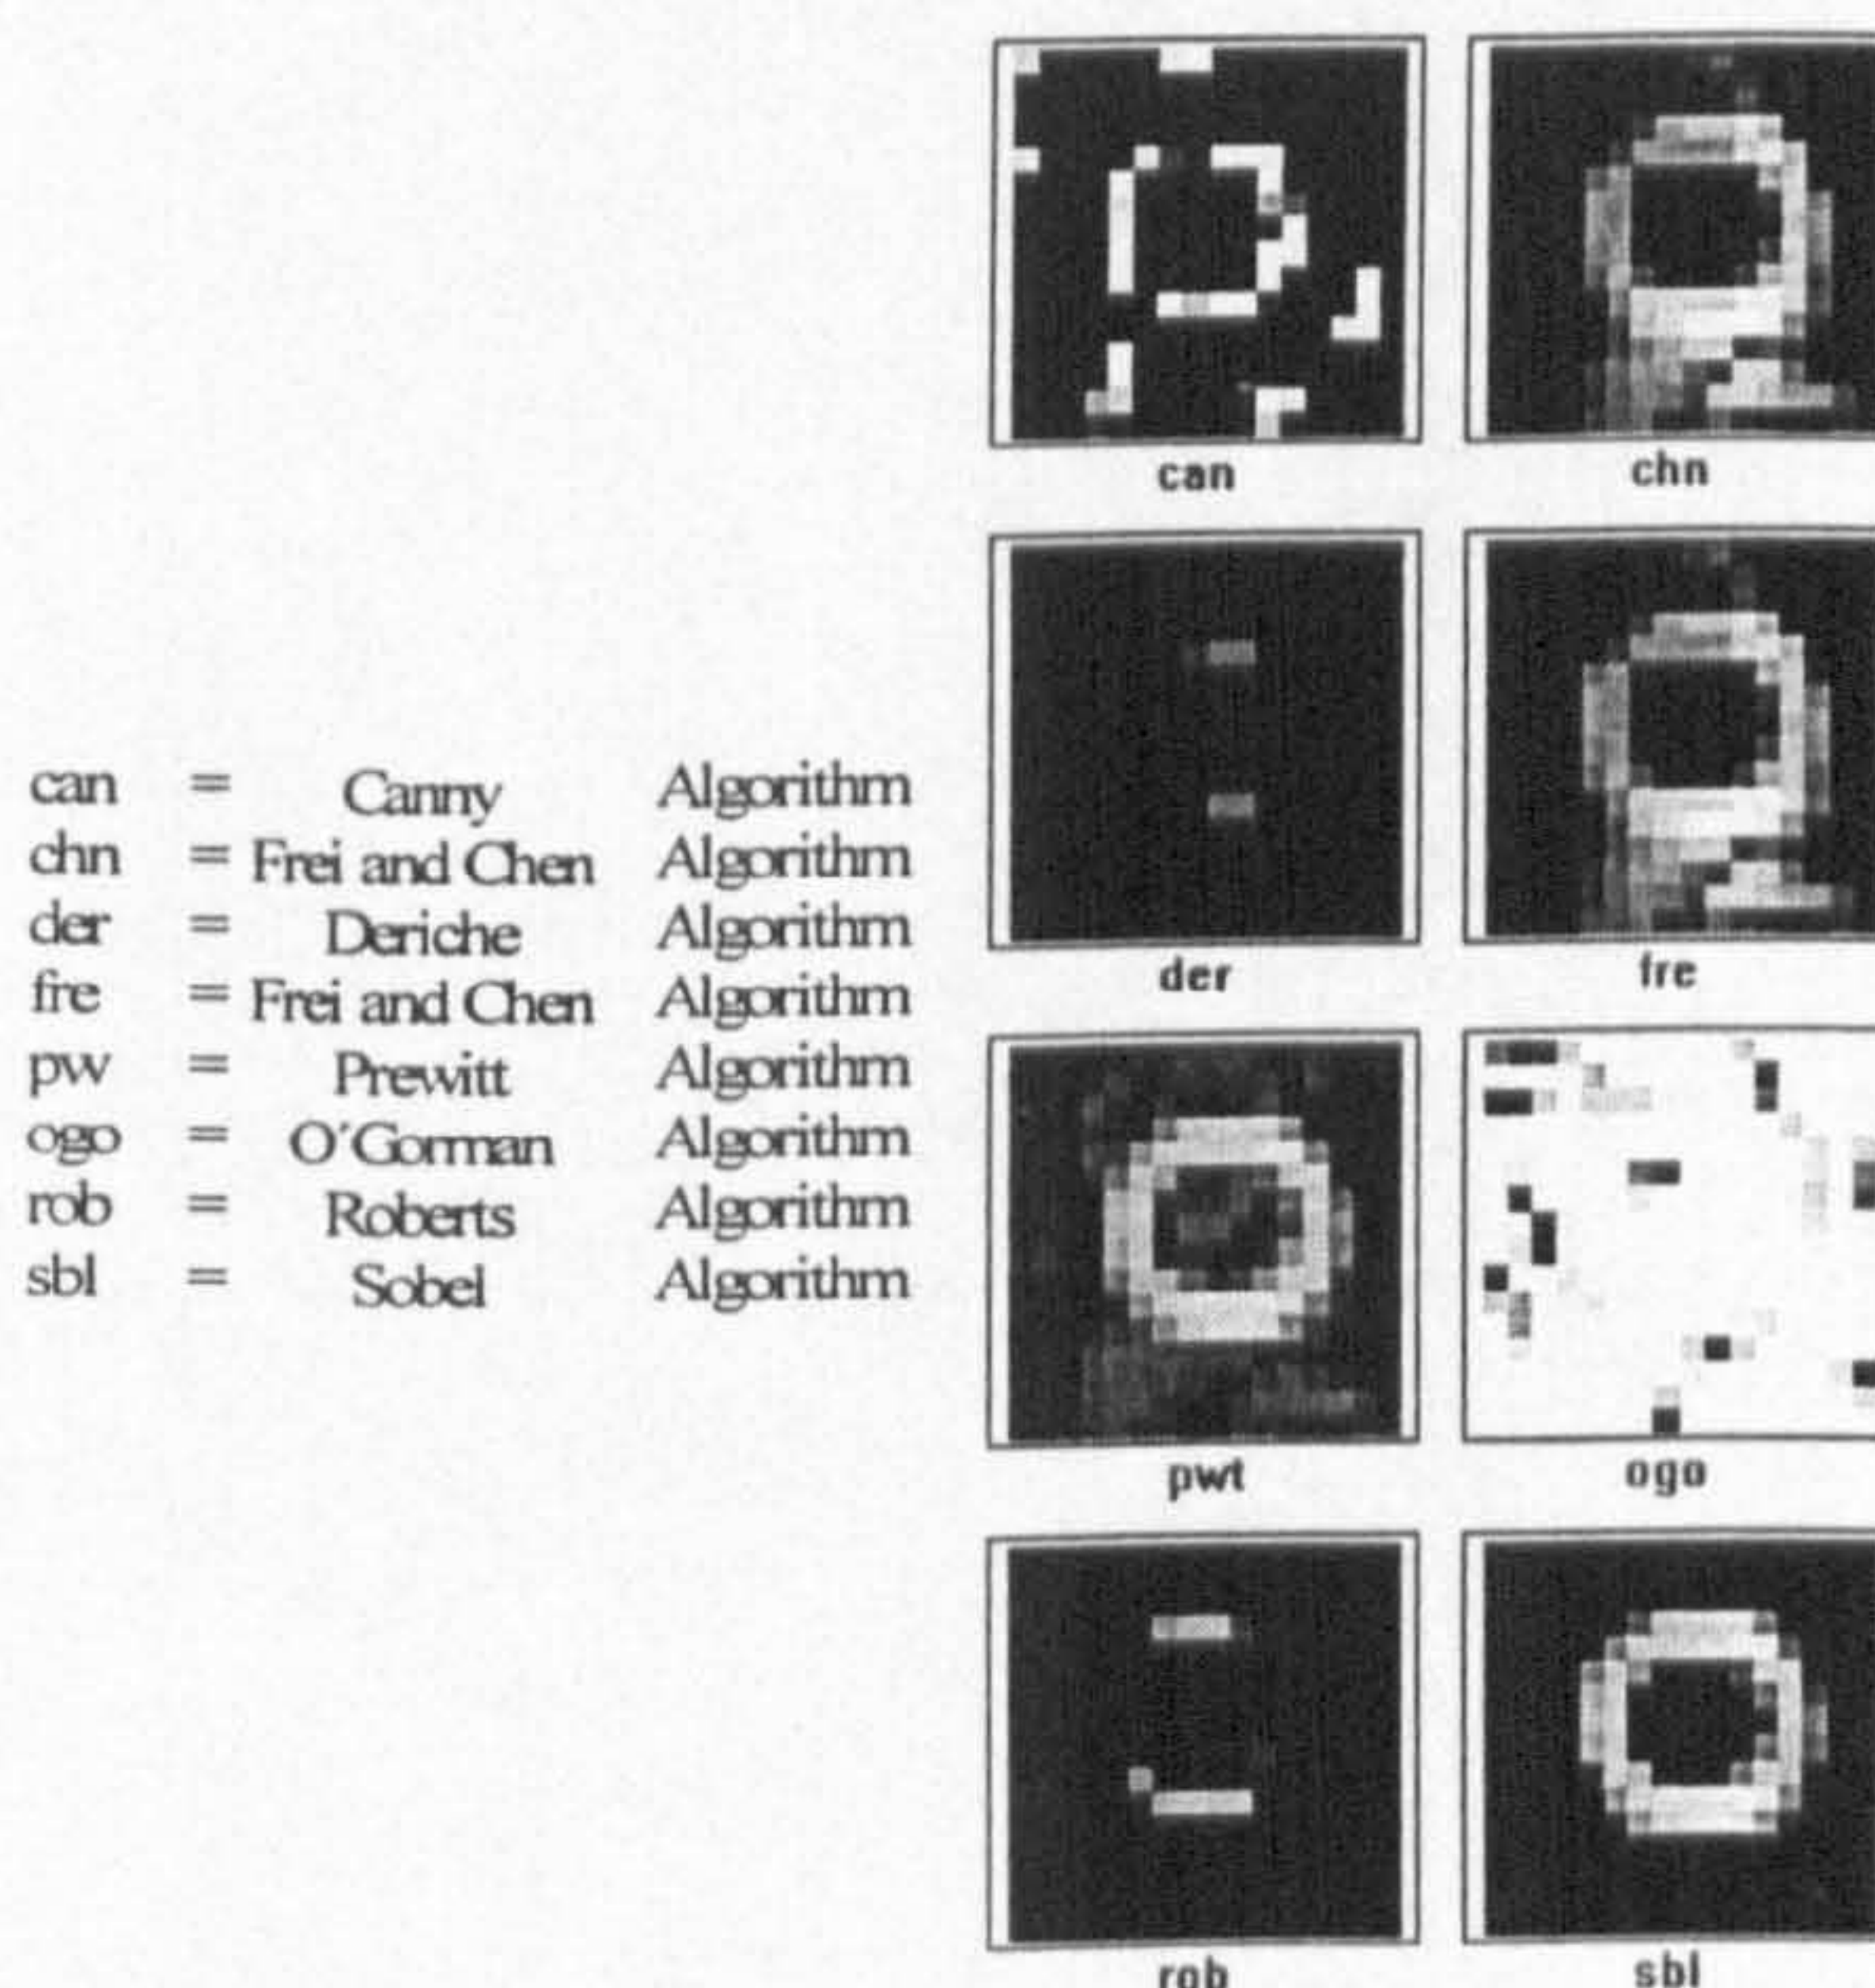 can = Canny Algorithm
chn = Frei and Chen Algorithm
der = Deriche Algorithm
fre = Frei and Chen Algorithm
pw = Prewitt Algorithm
ogo = O´Gorman Algorithm
rob = Roberts Algorithm
sbl = Sobel Algorithm
can chn
der fre
pwt ogo
rob sbl